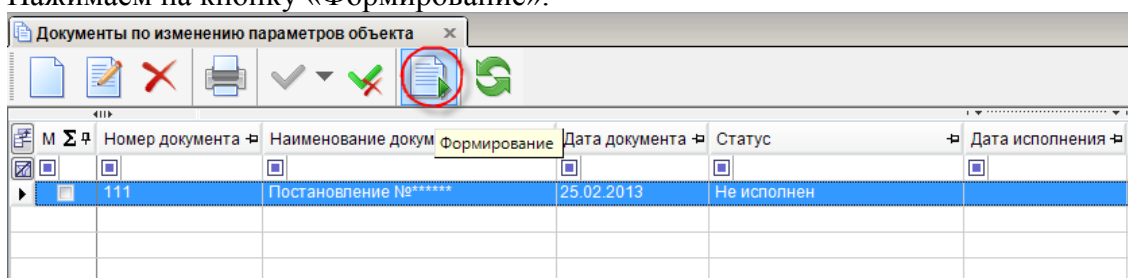 Нажимаем на кнопку «Формирование».
Документы по изменению параметров объекта
М Σ Номер документа Наименование докум Дата документа Статус Дата исполнения
Формирование
111 Постановление №****** 25.02.2013 Не исполнен